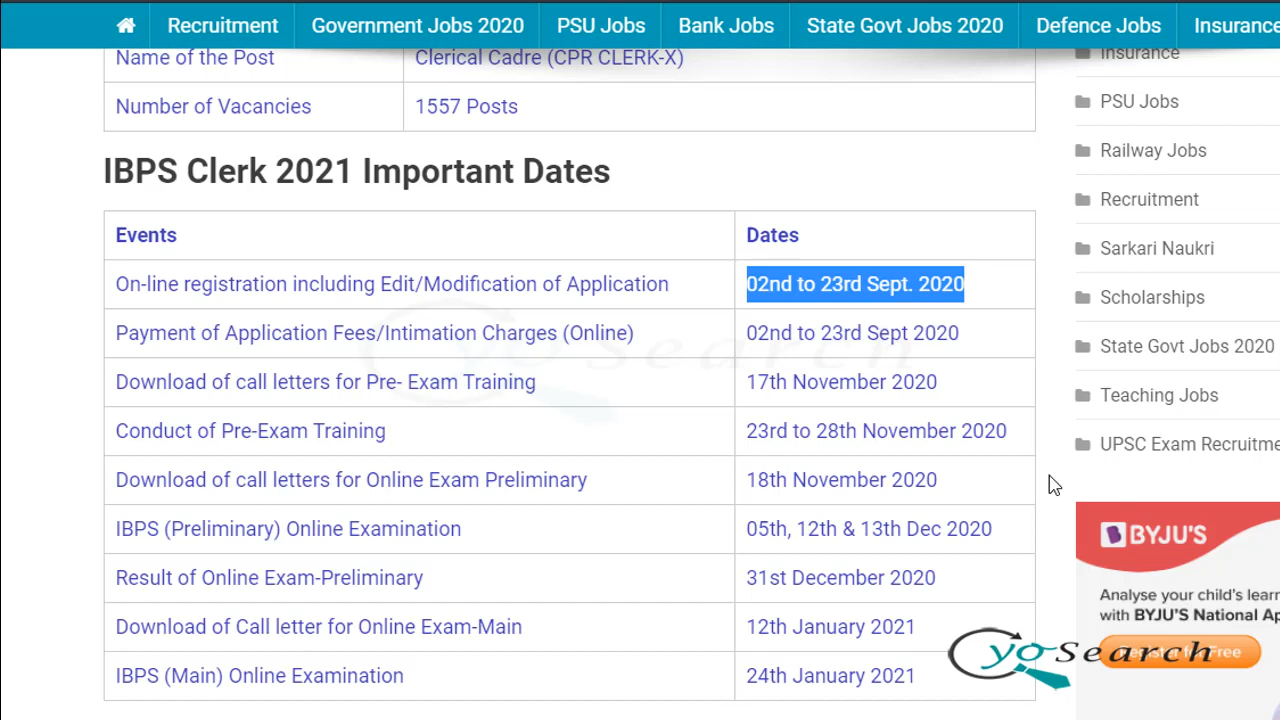 Recruitment Government Jobs 2020 PSU Jobs Bank Jobs State Govt Jobs 2020 Defence Jobs Insurance
Name of the Post Clerical Cadre (CPR CLERK-X)
Number of Vacancies 1557 Posts
IBPS Clerk 2021 Important Dates
Events Dates
On-line registration including Edit/Modification of Application 02nd to 23rd Sept. 2020
Payment of Application Fees/Intimation Charges (Online) 02nd to 23rd Sept 2020
Download of call letters for Pre- Exam Training 17th November 2020
Conduct of Pre-Exam Training 23rd to 28th November 2020
Download of call letters for Online Exam Preliminary 18th November 2020
IBPS (Preliminary) Online Examination 05th, 12th & 13th Dec 2020
Result of Online Exam-Preliminary 31st December 2020
Download of Call letter for Online Exam-Main 12th January 2021
IBPS (Main) Online Examination 24th January 2021
yo Search
Insurance
PSU Jobs
Railway Jobs
Recruitment
Sarkari Naukri
Scholarships
State Govt Jobs 2020
Teaching Jobs
UPSC Exam Recruitme
BYJU'S
Analyse your child's learn
with BYJU'S National Ap
Register for Free
yo Search